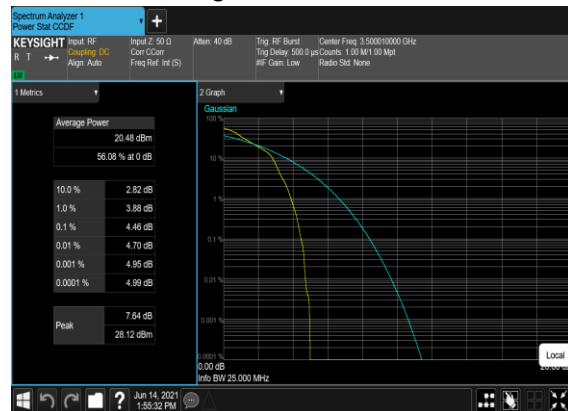 Spectrum Analyzer 1
Power Stat CCDF
+
KEYSIGHT
R T
LW
Input: RF
Coupling: DC
Align: Auto
Input Z: 50 Ω
Corr CCorr
Freq Ref: Int (S)
Atten: 40 dB
Trig: RF Burst
Trig Delay: 500.0 µs
#IF Gain: Low
Center Freq: 3.500010000 GHz
Counts: 1.00 M/1.00 Mpt
Radio Std: None
1 Metrics
Average Power
20.48 dBm
56.08 % at 0 dB
10.0 % 2.82 dB
1.0 % 3.88 dB
0.1 % 4.46 dB
0.01 % 4.70 dB
0.001 % 4.95 dB
0.0001 % 4.99 dB
Peak
7.64 dB
28.12 dBm
2 Graph
Gaussian
100 %
10 %
1 %
0.1 %
0.01 %
0.001 %
0.0001 %
0.00 dB
Info BW 25.000 MHz
Local
?
Jun 14, 2021
1:55:32 PM